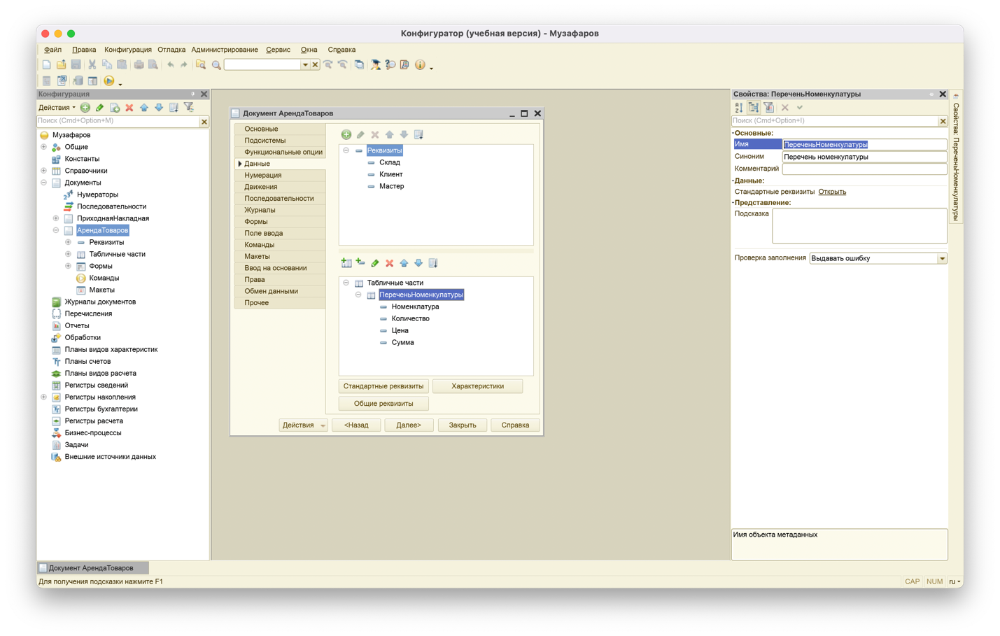 Конфигуратор (учебная версия) - Музафаров
Файл Правка Конфигурация Отладка Администрирование Сервис Окна Справка
Конфигурация
Действия
Поиск (Cmd+Option+M)
Музафаров
Общие
Константы
Справочники
Документы
Нумераторы
Последовательности
ПриходнаяНакладная
АрендаТоваров
Реквизиты
Табличные части
Формы
Команды
Макеты
Журналы документов
Перечисления
Отчеты
Обработки
Планы видов характеристик
Планы счетов
Планы видов расчета
Регистры сведений
Регистры накопления
Регистры бухгалтерии
Регистры расчета
Бизнес-процессы
Задачи
Внешние источники данных
Документ АрендаТоваров
Основные
Подсистемы
Функциональные опции
Данные
Нумерация
Движения
Последовательности
Журналы
Формы
Поле ввода
Команды
Макеты
Ввод на основании
Права
Обмен данными
Прочее
Реквизиты
Склад
Клиент
Мастер
Табличные части
ПереченьНоменкулатуры
Номенклатура
Количество
Цена
Сумма
Стандартные реквизиты Характеристики
Общие реквизиты
Действия <Назад Далее> Закрыть Справка
Свойства: ПереченьНоменкулатуры
Поиск (Cmd+Option+I)
Основные:
Имя ПереченьНоменкулатуры
Синоним Перечень номенкулатуры
Комментарий
Данные:
Стандартные реквизиты Открыть
Представление:
Подсказка
Проверка заполнения Выдавать ошибку
Имя объекта метаданных
Свойства: ПереченьНоменкулатуры
Документ АрендаТоваров
Для получения подсказки нажмите F1
CAP NUM ru